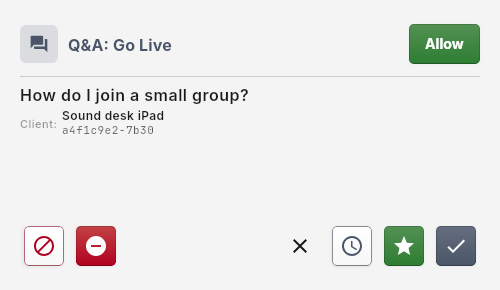 Q&A: Go Live
Allow
How do I join a small group?
Client: Sound desk iPad
a4f1c9e2-7b30